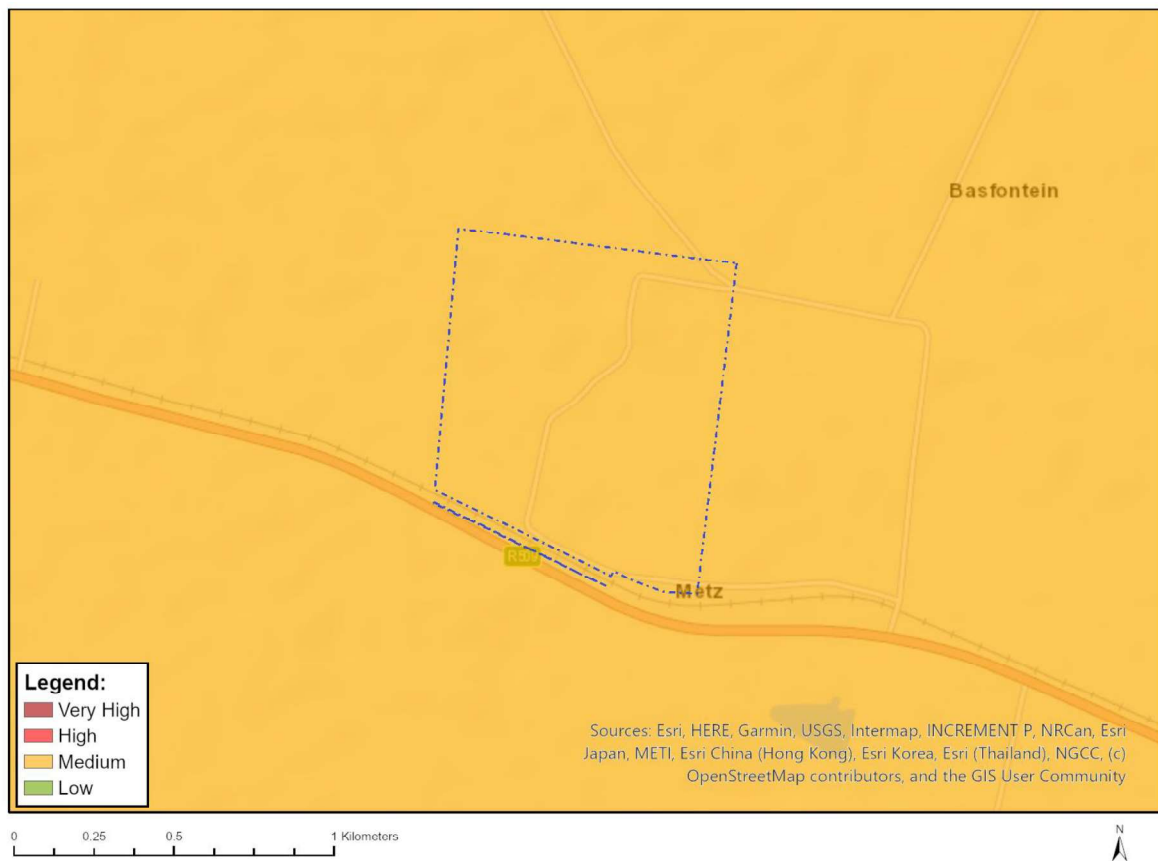 Basfontein
Metz
Legend:
Very High
High
Medium
Low
Sources: Esri, HERE, Garmin, USGS, Intermap, INCREMENT P, NRCan, Esri
Japan, METI, Esri China (Hong Kong), Esri Korea, Esri (Thailand), NGCC, (c)
OpenStreetMap contributors, and the GIS User Community
0 0.25 0.5 1 Kilometers
N